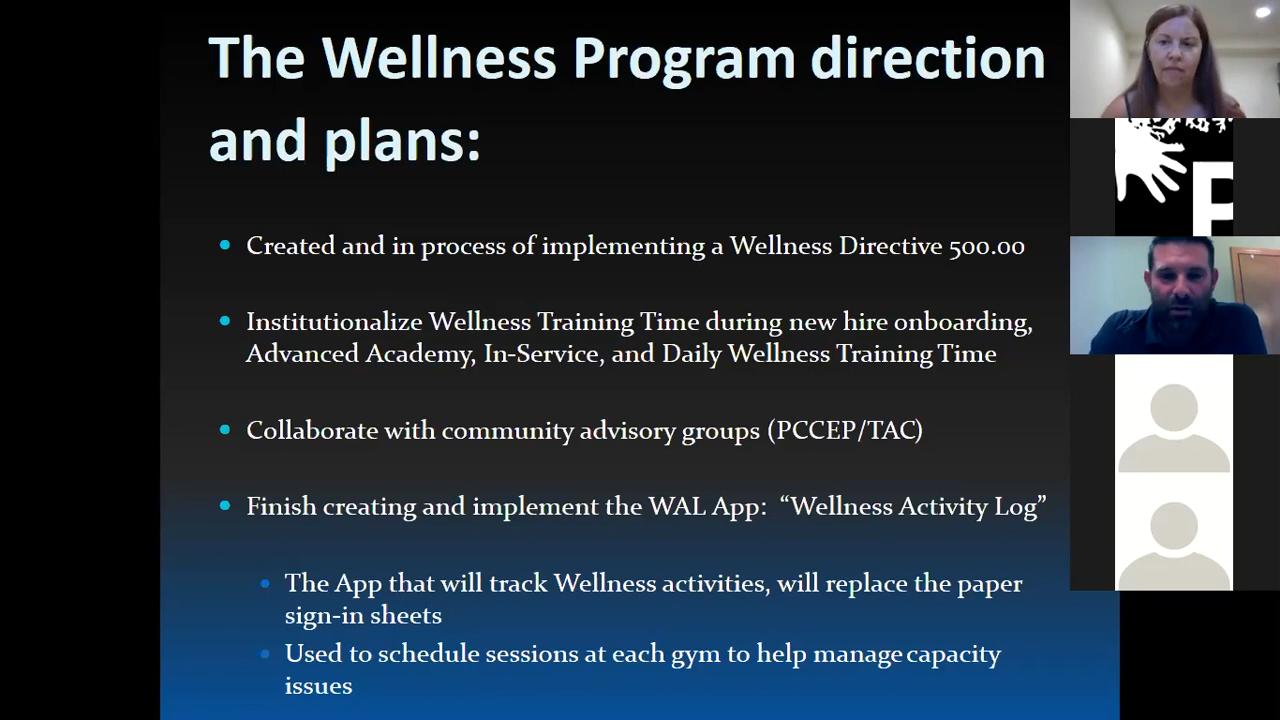 The Wellness Program direction
and plans:
Created and in process of implementing a Wellness Directive 500.00
Institutionalize Wellness Training Time during new hire onboarding,
Advanced Academy, In-Service, and Daily Wellness Training Time
Collaborate with community advisory groups (PCCEP/TAC)
Finish creating and implement the WAL App: “Wellness Activity Log”
The App that will track Wellness activities, will replace the paper
sign-in sheets
Used to schedule sessions at each gym to help manage capacity
issues
P